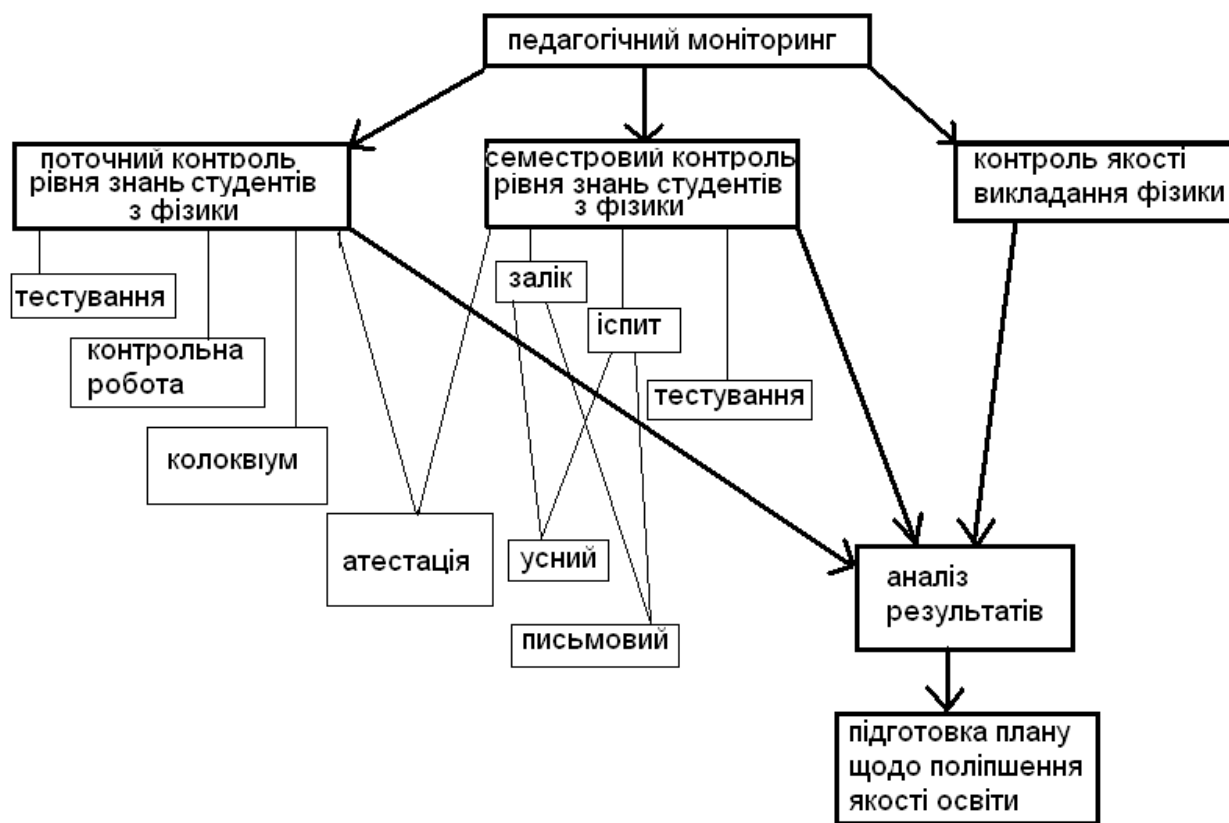 педагогічний моніторинг
поточний контроль
рівня знань студентів
з фізики
семестровий контроль
рівня знань студентів
з фізики
контроль якості
викладання фізики
тестування
контрольна
робота
колоквіум
атестація
залік
іспит
тестування
усний
письмовий
аналіз
результатів
підготовка плану
щодо поліпшення
якості освіти